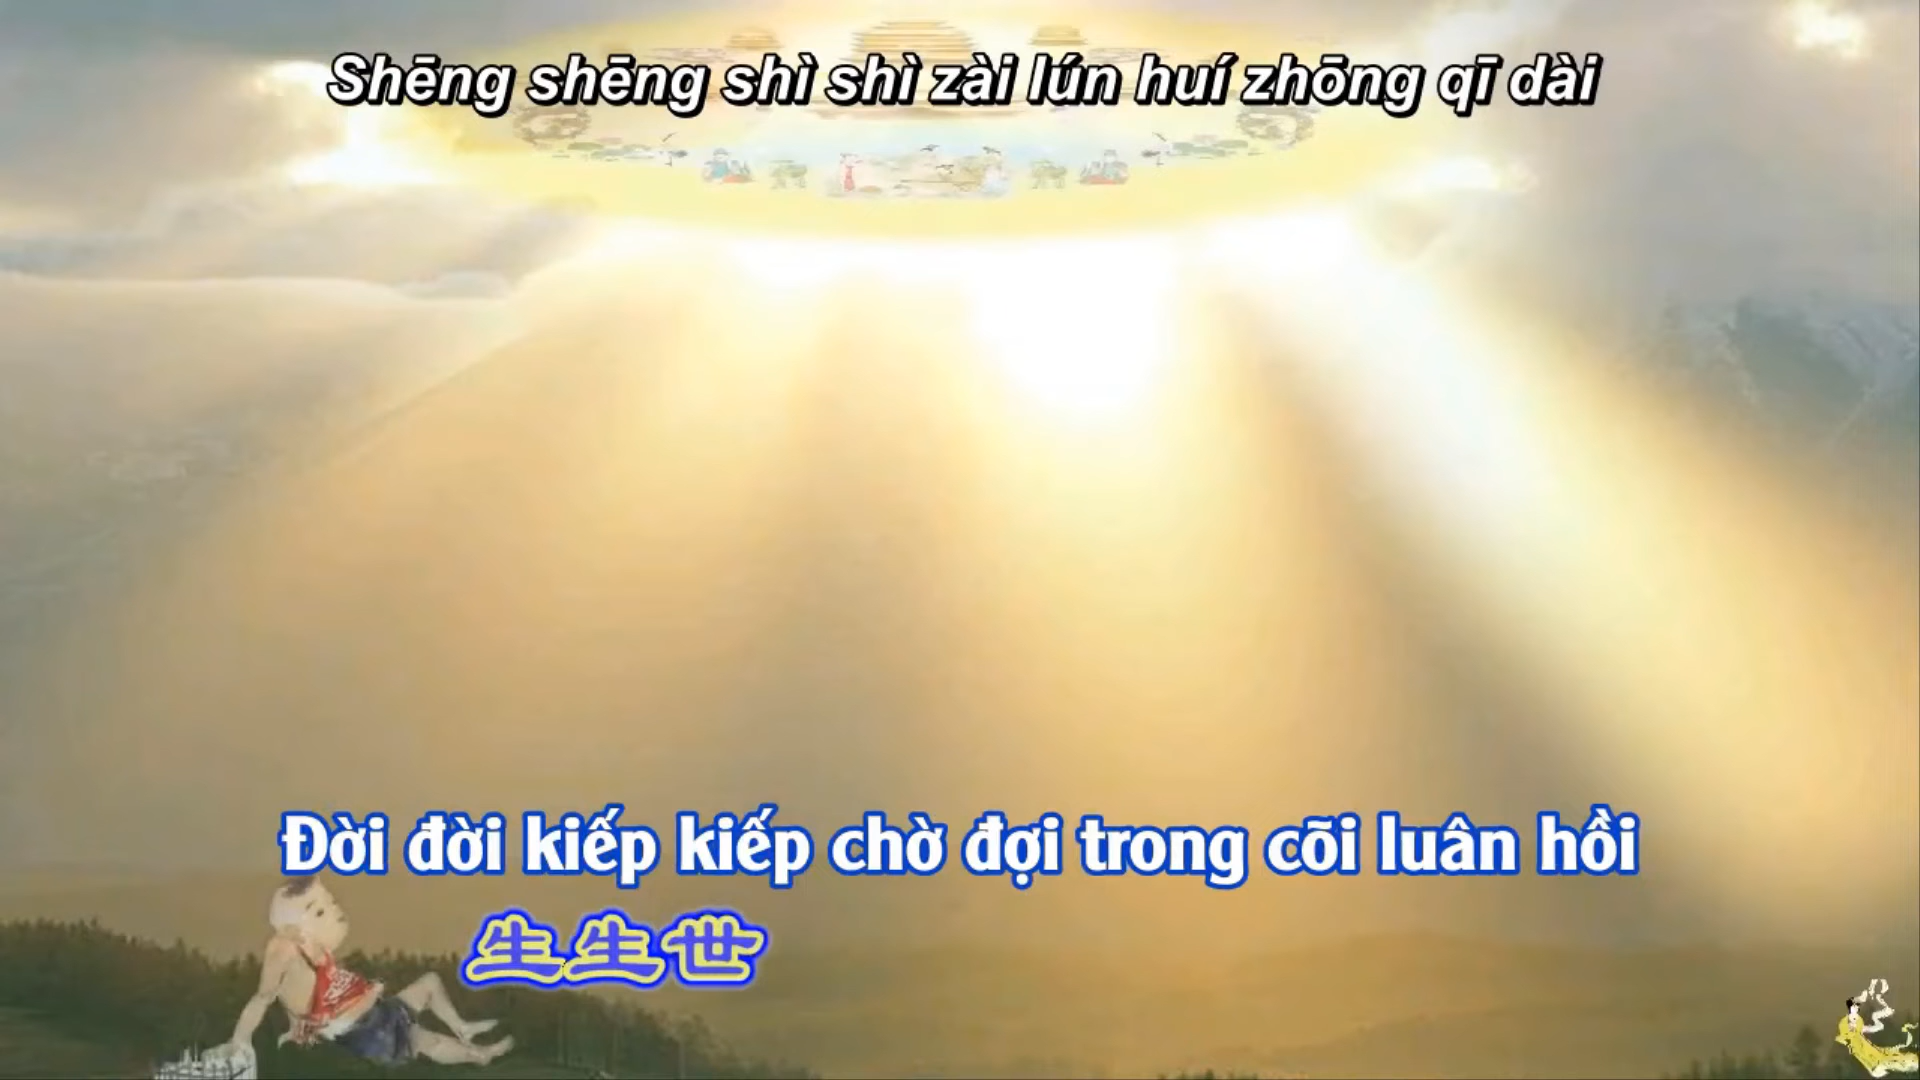 Shēng shēng shì shì zài lún huí zhōng qī dài
Đời đời kiếp kiếp chờ đợi trong cõi luân hồi
生生世